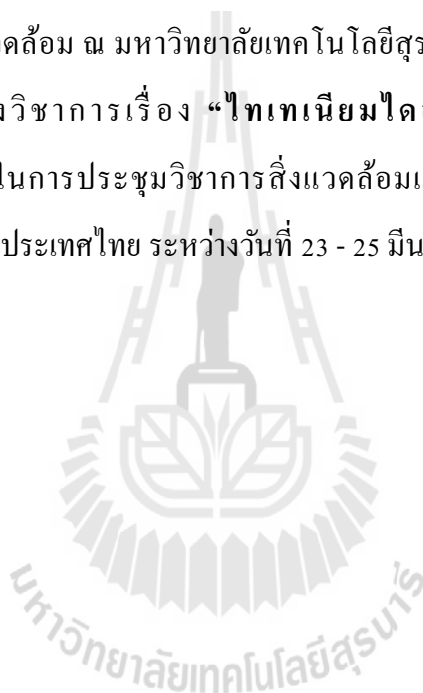 ดล้อม ณ มหาวิทยาลัยเทคโนโลยีสุร
งวิชาการเรื่อง “ไทเทเนียมได
ในการประชุมวิชาการสิ่งแวดล้อม
ประเทศไทย ระหว่างวันที่ 23 - 25 มีน
มหาวิทยาลัยเทคโนโลยีสุรนารี